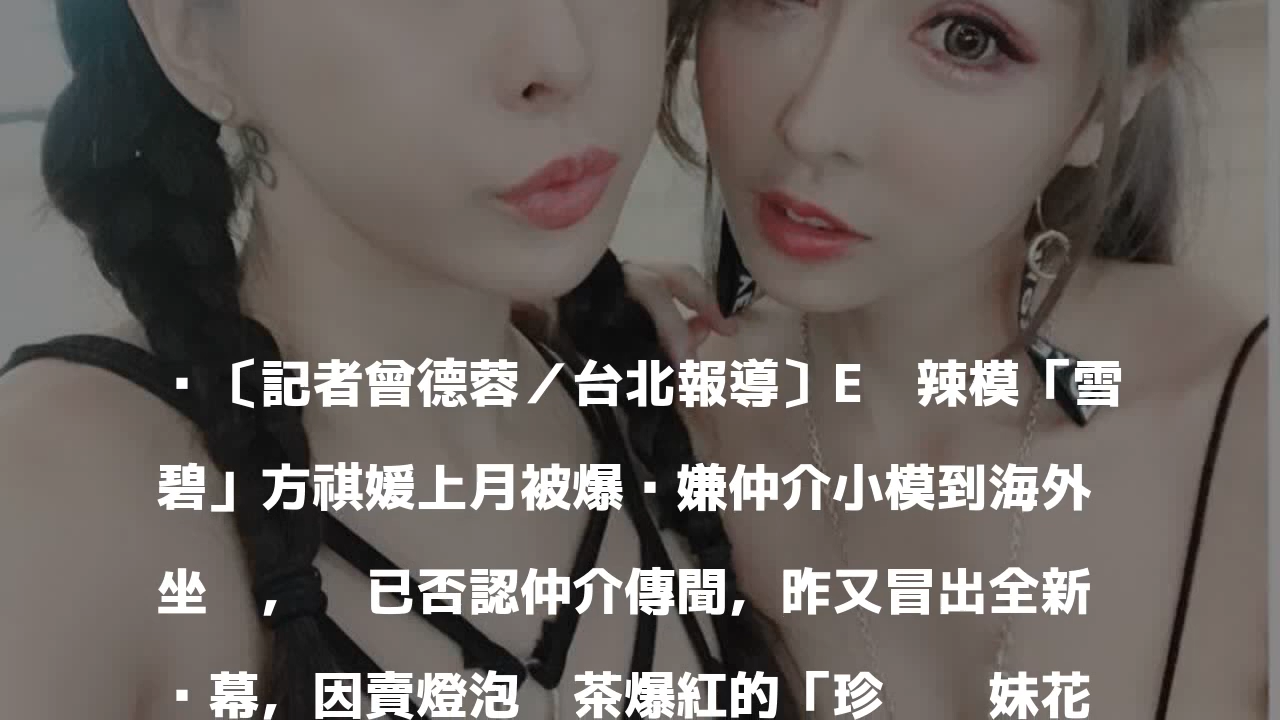 ▪〔記者曾德蓉／台北報導〕E　辣模「雪
碧」方祺媛上月被爆▪嫌仲介小模到海外
坐　，　已否認仲介傳聞，昨又冒出全新
▪幕，因賣燈泡　茶爆紅的「珍　　妹花